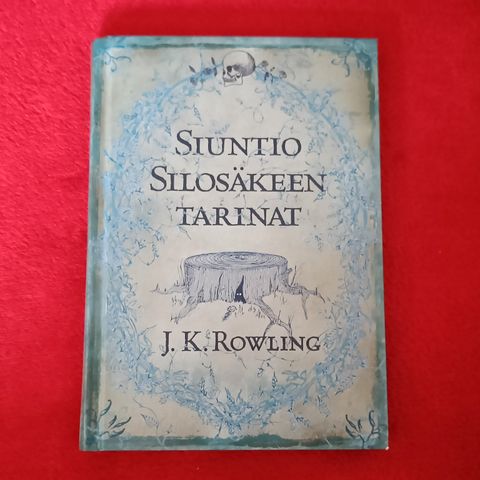 SIUNTIO
SILOSÄKEEN
TARINAT
J. K. ROWLING